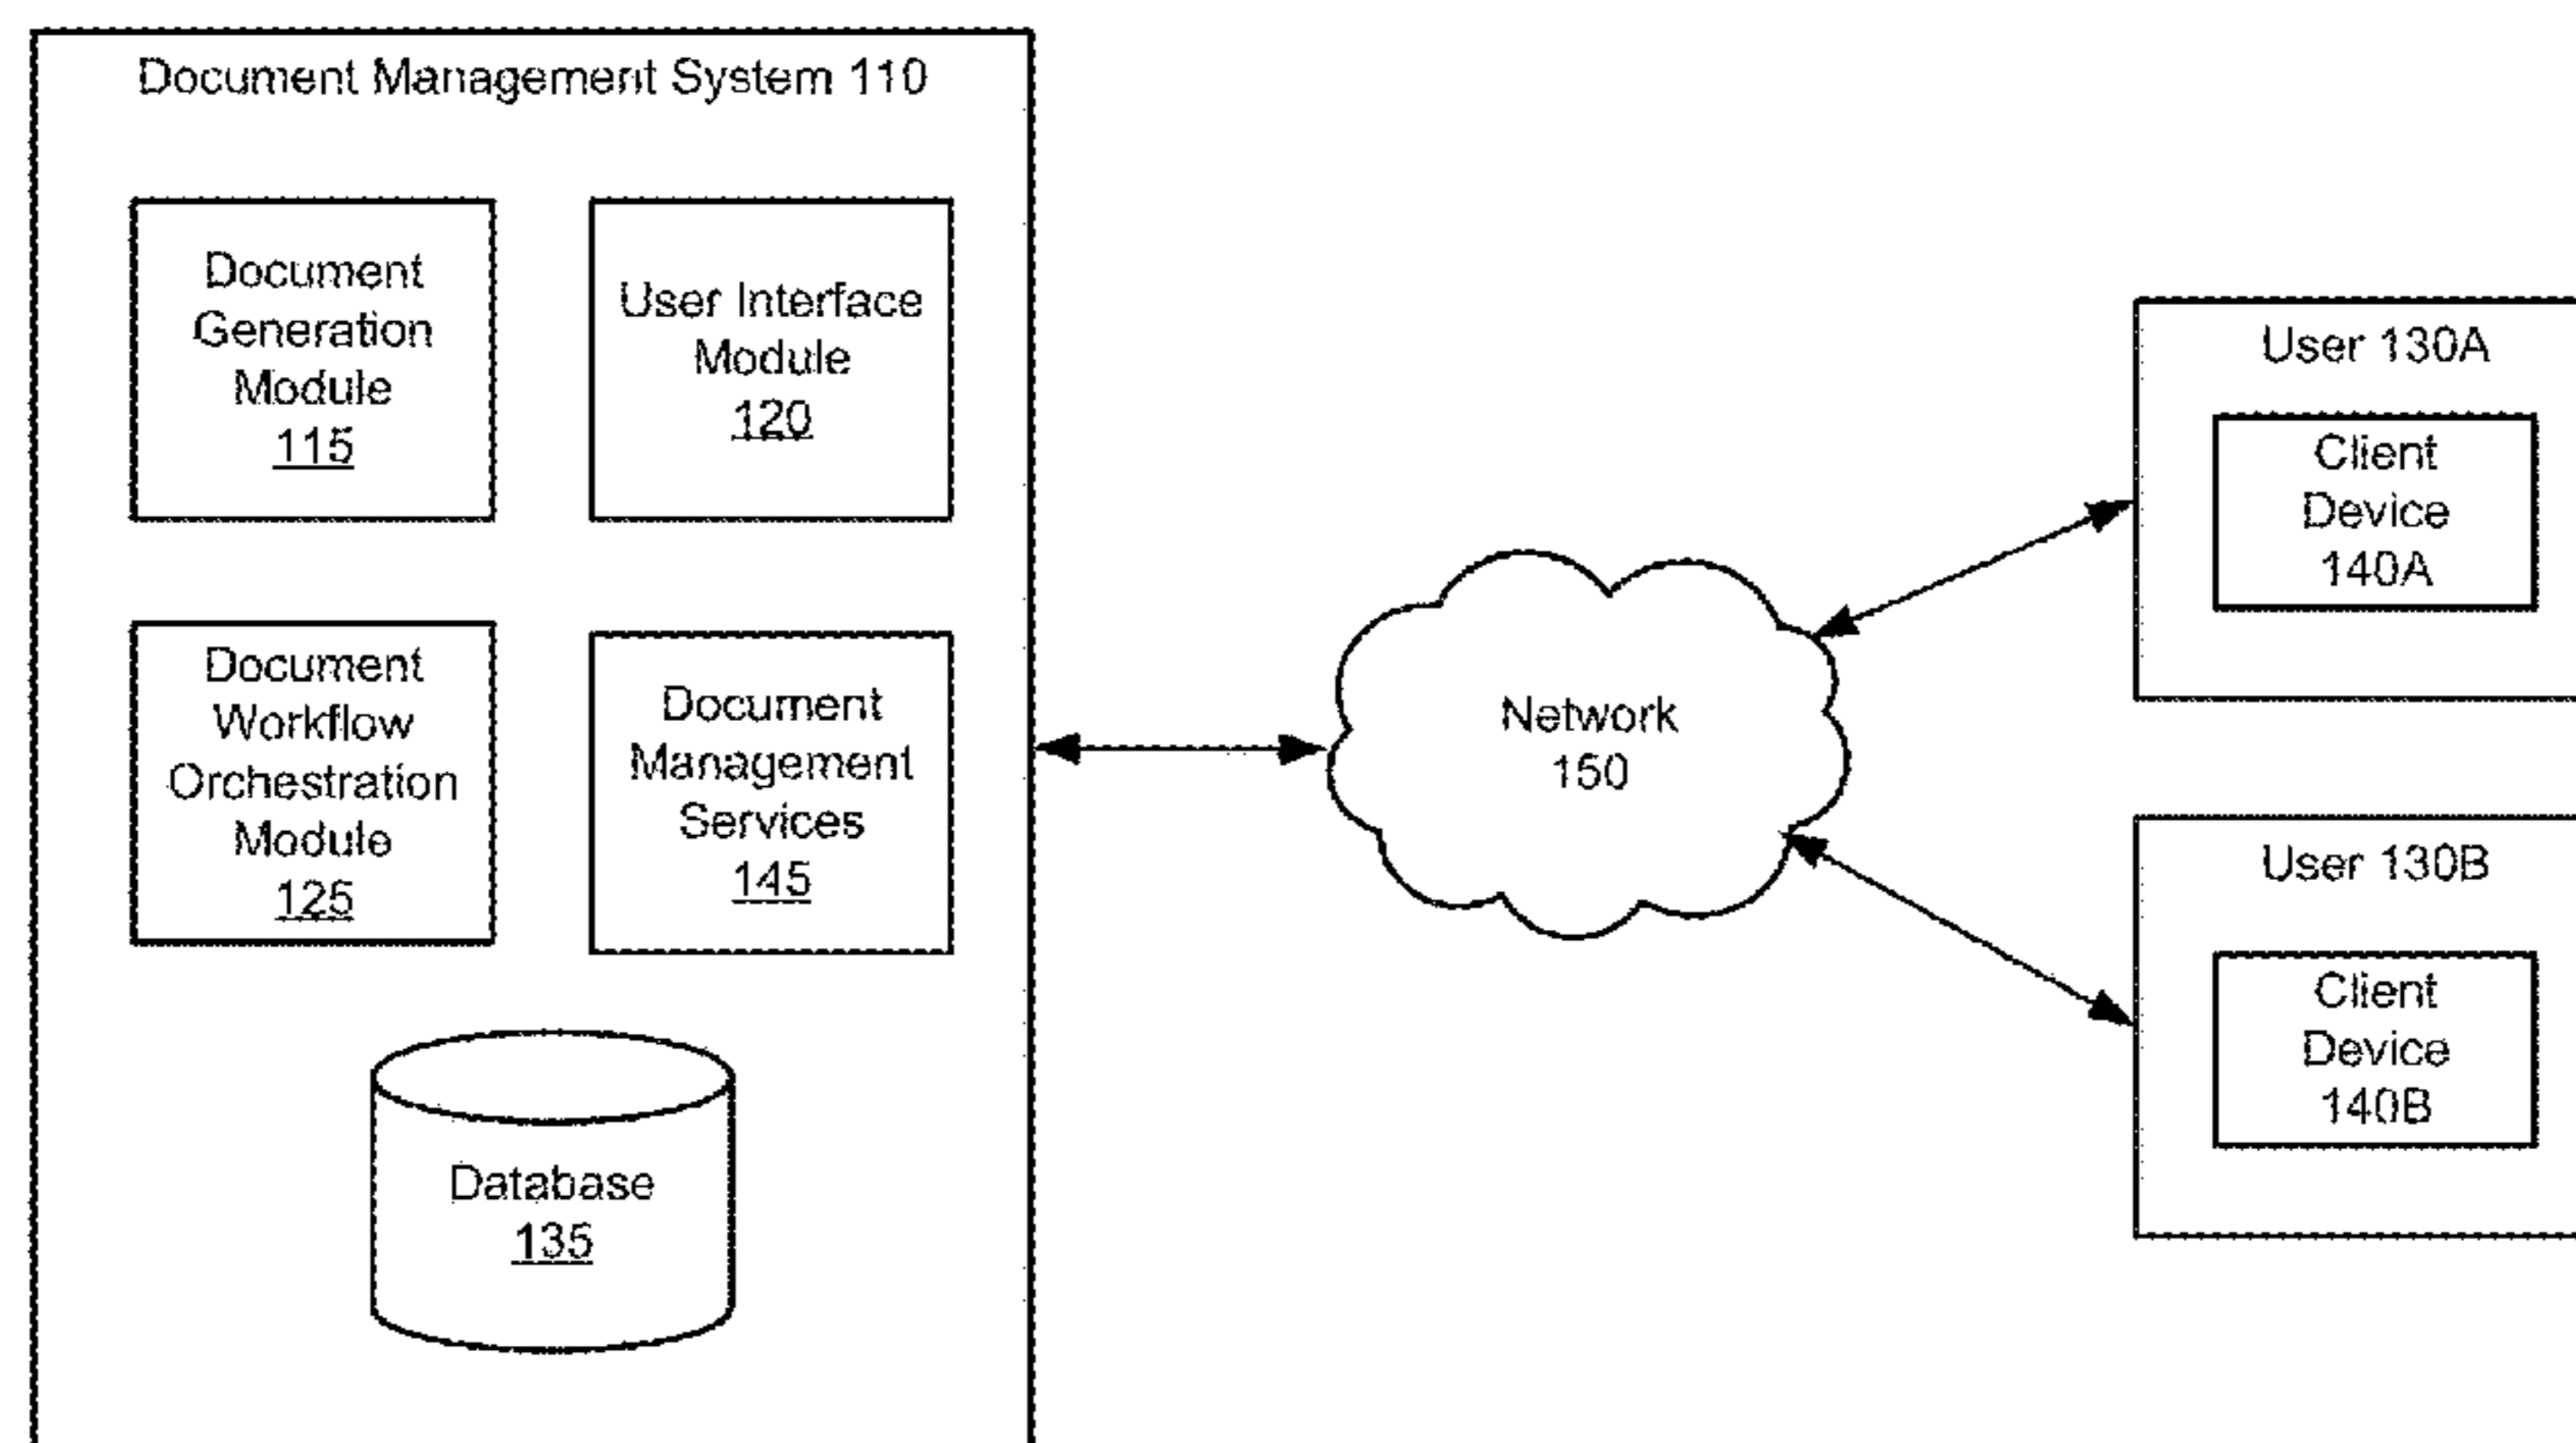 Document Management System 110
Document
Generation
Module
115
User Interface
Module
120
Document
Workflow
Orchestration
Module
125
Document
Management
Services
145
Database
135
Network
150
User 130A
Client
Device
140A
User 130B
Client
Device
140B